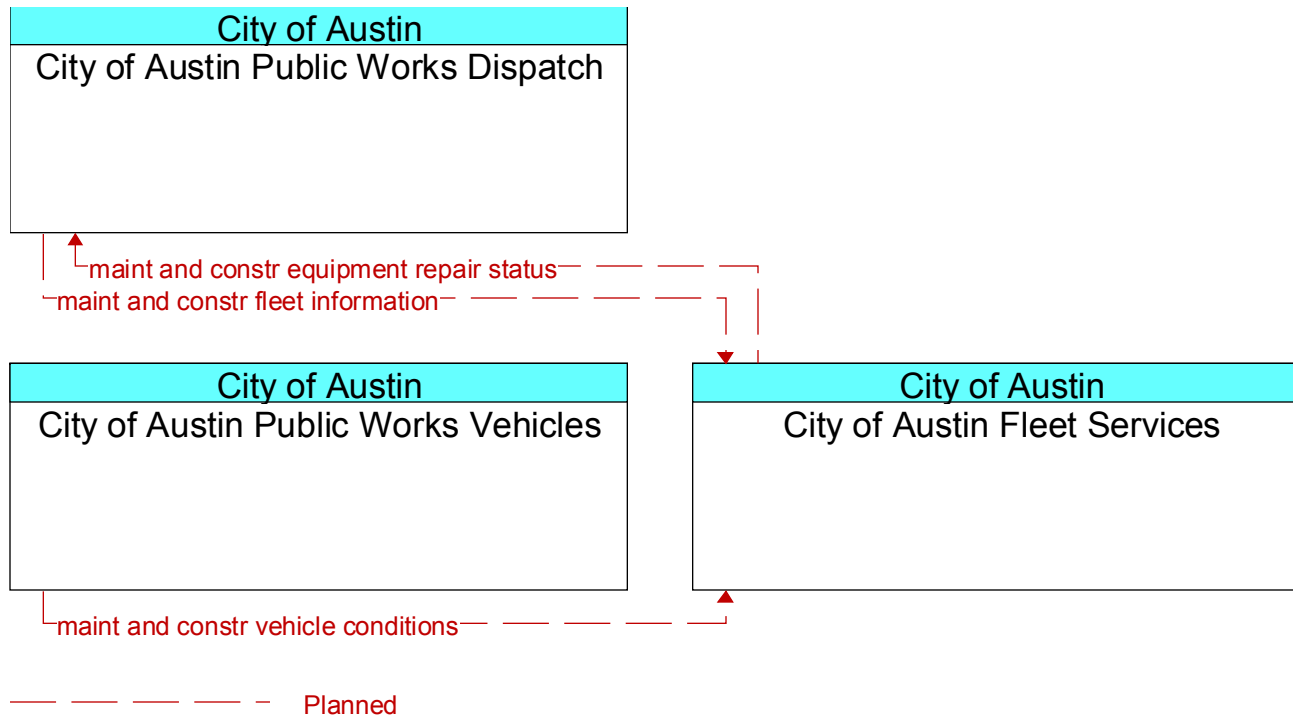 City of Austin
City of Austin Public Works Dispatch
maint and constr equipment repair status
maint and constr fleet information
City of Austin
City of Austin Public Works Vehicles
City of Austin
City of Austin Fleet Services
maint and constr vehicle conditions
Planned